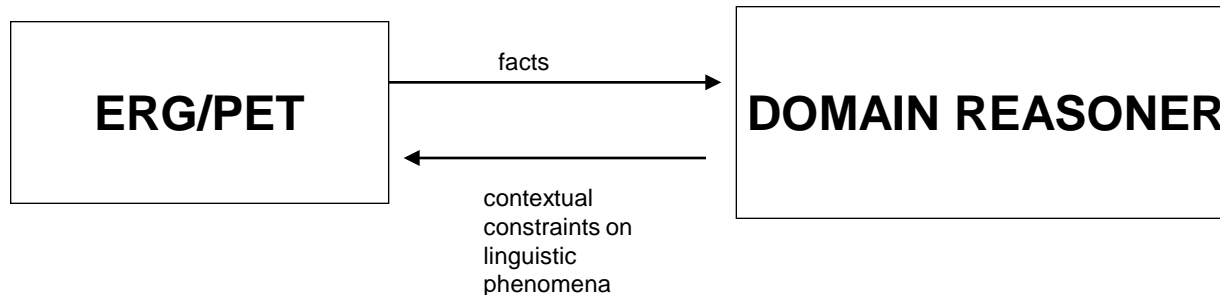 facts
ERG/PET
DOMAIN REASONER
contextual
constraints on
linguistic
phenomena